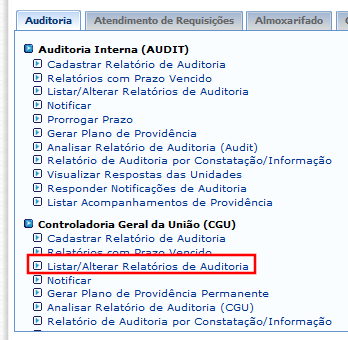 Auditoria
Atendimento de Requisições
Almoxarifado
Auditoria Interna (AUDIT)
Cadastrar Relatório de Auditoria
Relatórios com Prazo Vencido
Listar/Alterar Relatórios de Auditoria
Notificar
Prorrogar Prazo
Gerar Plano de Providência
Analisar Relatório de Auditoria (Audit)
Relatório de Auditoria por Constatação/Informação
Visualizar Respostas das Unidades
Responder Notificações de Auditoria
Listar Acompanhamentos de Providência
Controladoria Geral da União (CGU)
Cadastrar Relatório de Auditoria
Relatórios com Prazo Vencido
Listar/Alterar Relatórios de Auditoria
Notificar
Gerar Plano de Providência Permanente
Analisar Relatório de Auditoria (CGU)
Relatório de Auditoria por Constatação/Informação